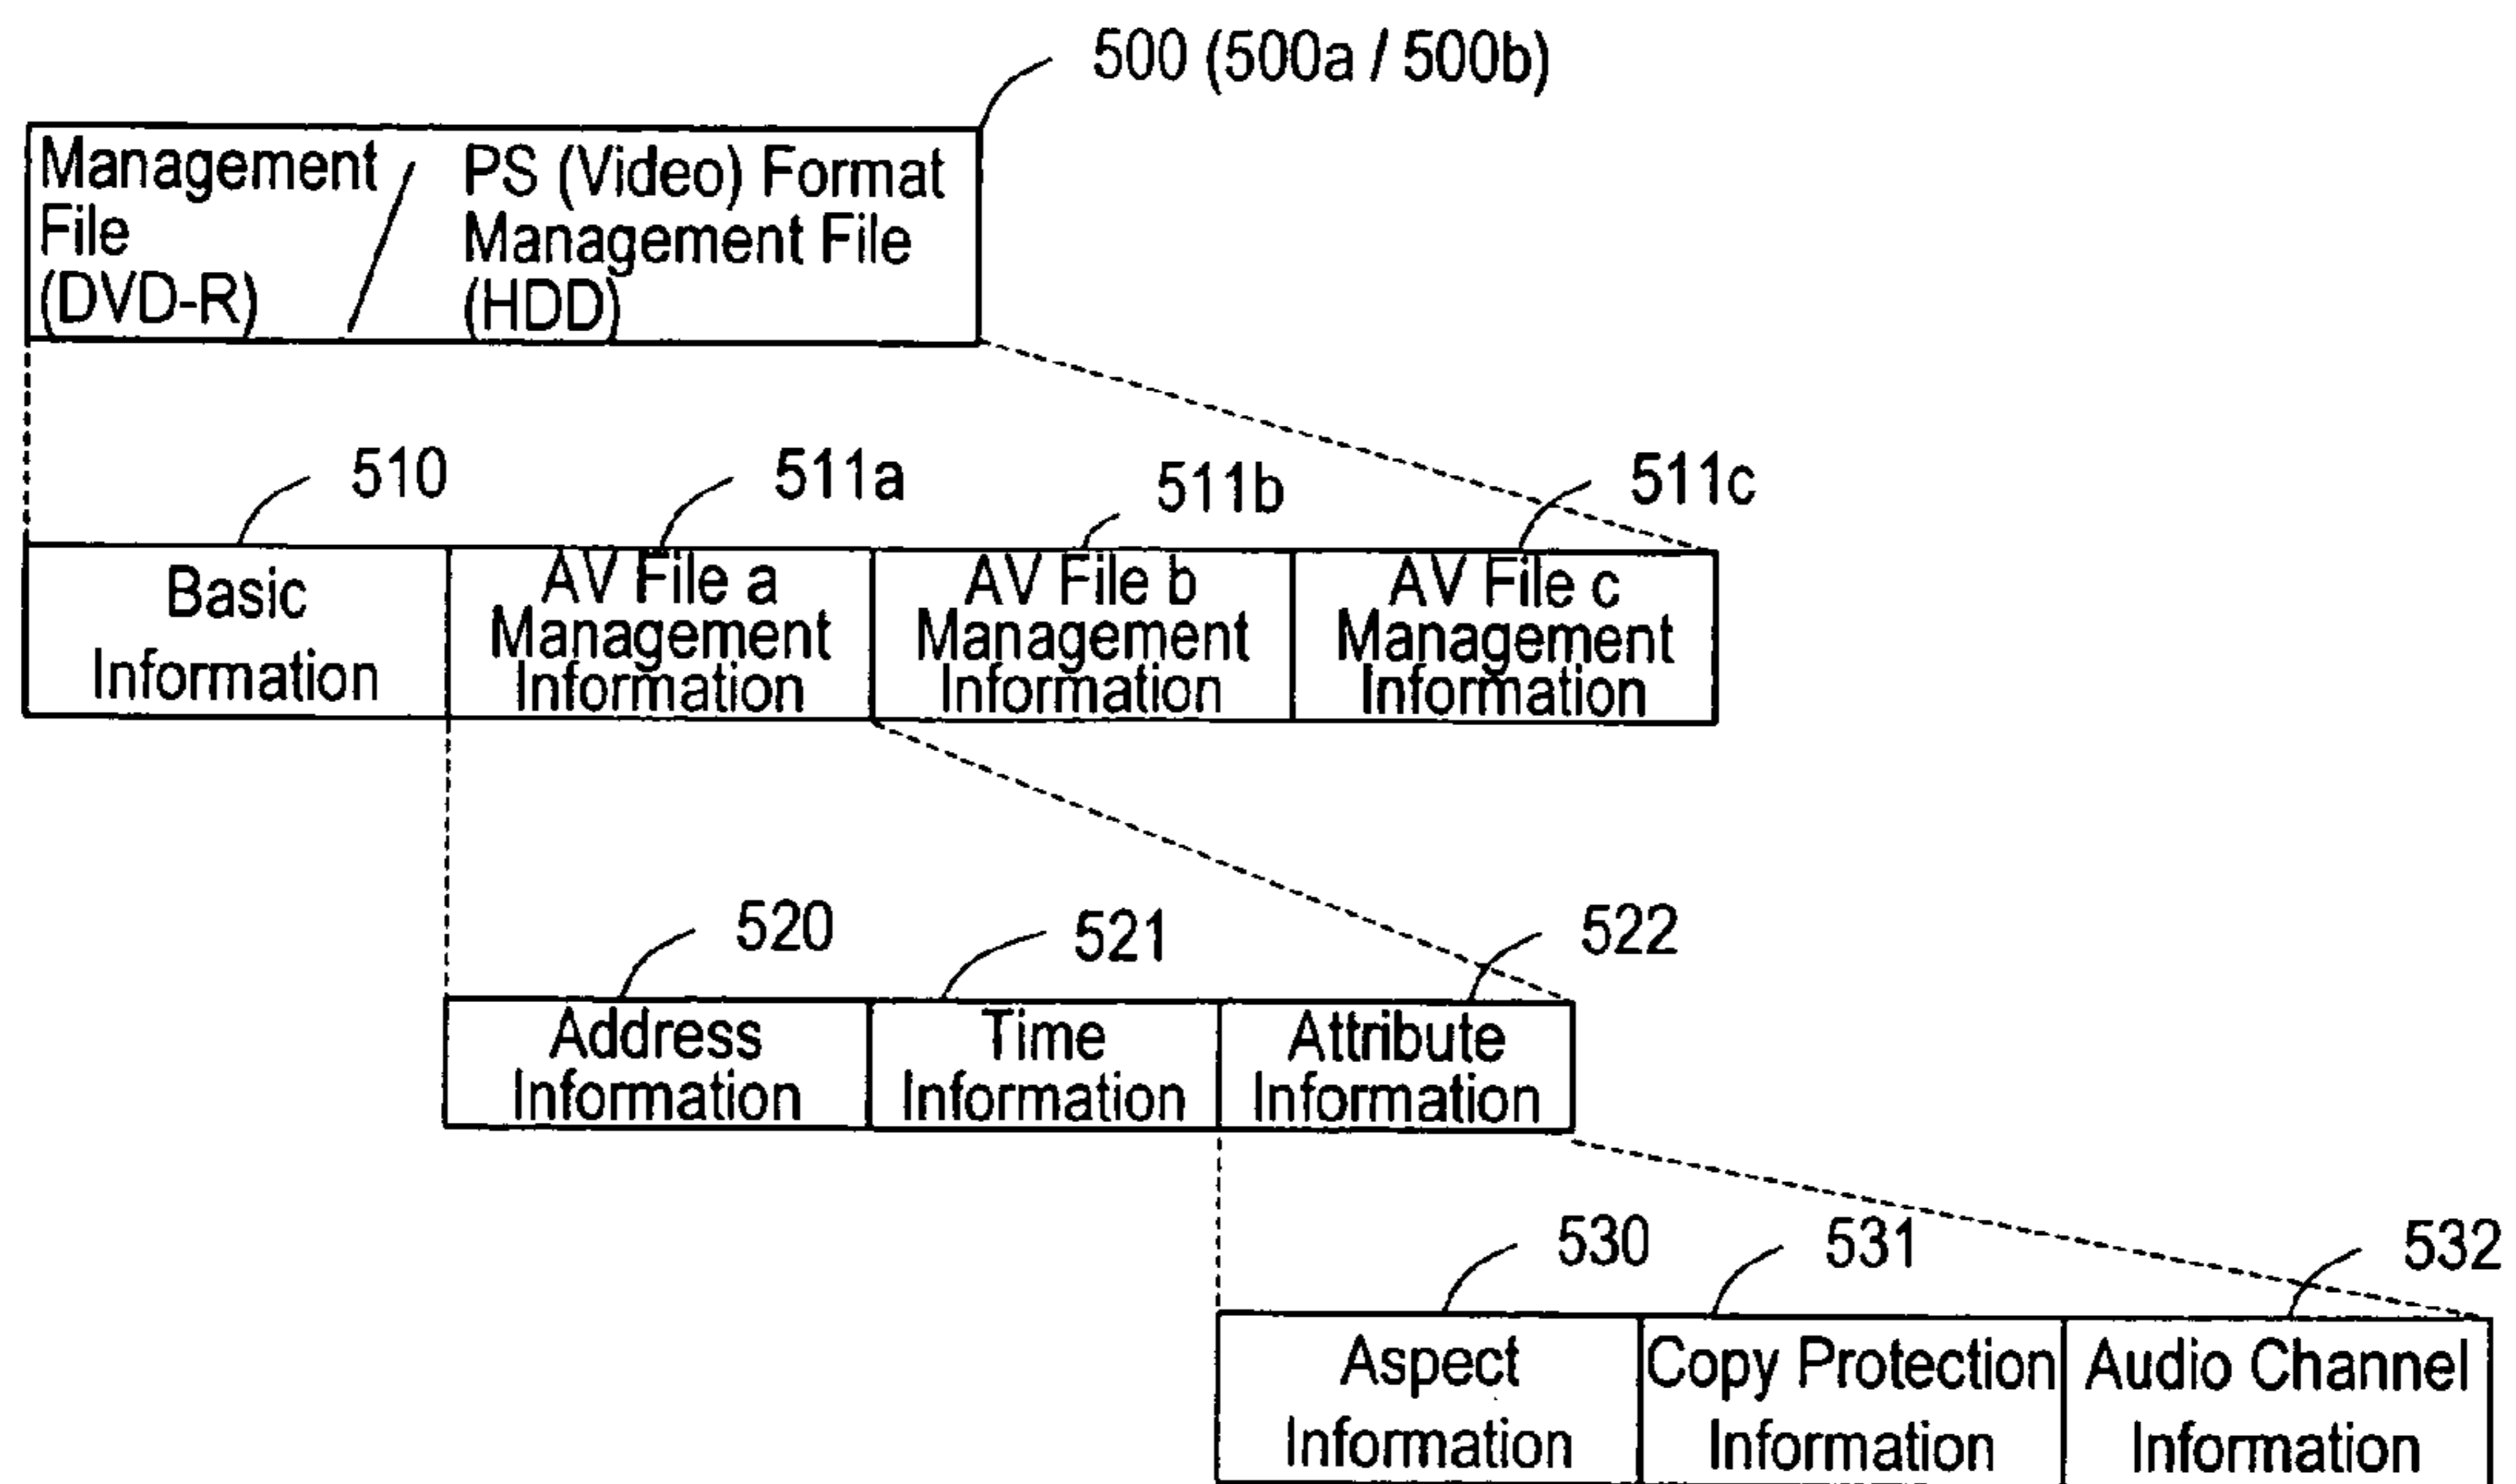 500 (500a / 500b)
Management
File
(DVD-R)
/
PS (Video) Format
Management File
(HDD)
510
511a
511b
511c
Basic
Information
AV File a
Management
Information
AV File b
Management
Information
AV File c
Management
Information
520
521
522
Address
Information
Time
Information
Attribute
Information
530
531
532
Aspect
Information
Copy Protection
Information
Audio Channel
Information